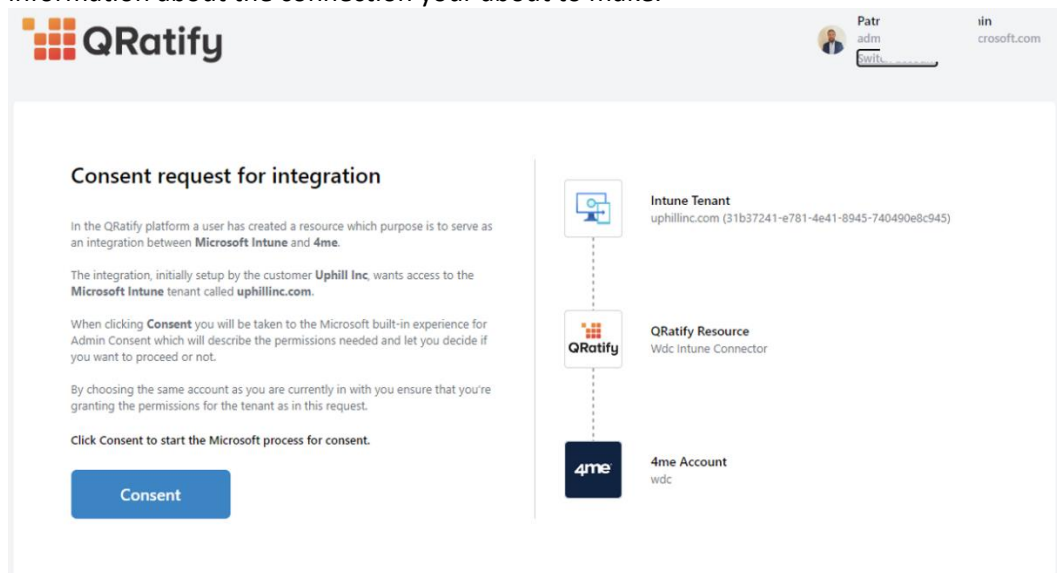 information about the connection your about to make.
QRatify
Patr in
adm crosoft.com
Consent request for integration
In the QRatify platform a user has created a resource which purpose is to serve as
an integration between Microsoft Intune and 4me.
The integration, initially setup by the customer Uphill Inc, wants access to the
Microsoft Intune tenant called uphillinc.com.
When clicking Consent you will be taken to the Microsoft built-in experience for
Admin Consent which will describe the permissions needed and let you decide if
you want to proceed or not.
By choosing the same account as you are currently in with you ensure that you're
granting the permissions for the tenant as in this request.
Click Consent to start the Microsoft process for consent.
Consent
Intune Tenant
uphillinc.com (31b37241-e781-4e41-8945-740490e8c945)
QRatify
QRatify Resource
Wdc Intune Connector
4me
4me Account
wdc